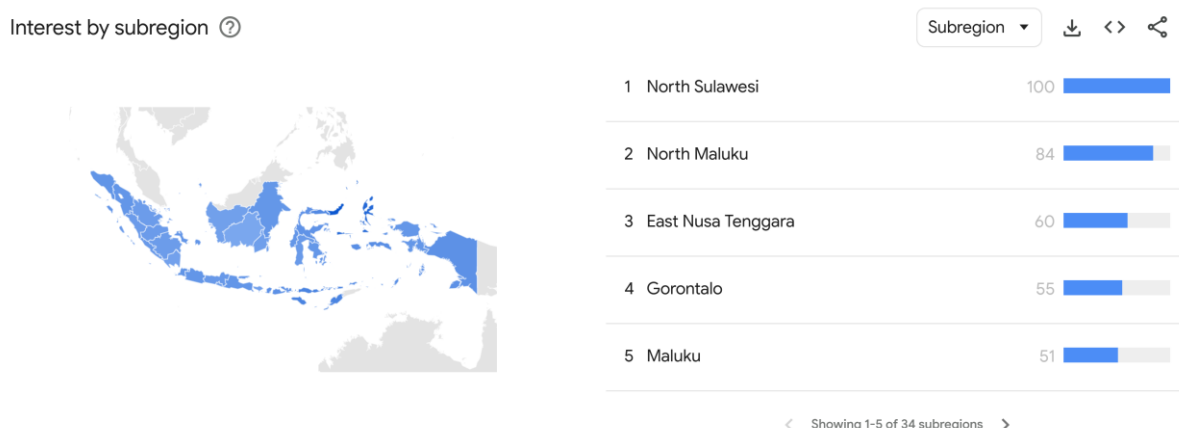 Interest by subregion
Subregion
1 North Sulawesi 100
2 North Maluku 84
3 East Nusa Tenggara 60
4 Gorontalo 55
5 Maluku 51
Showing 1-5 of 34 subregions